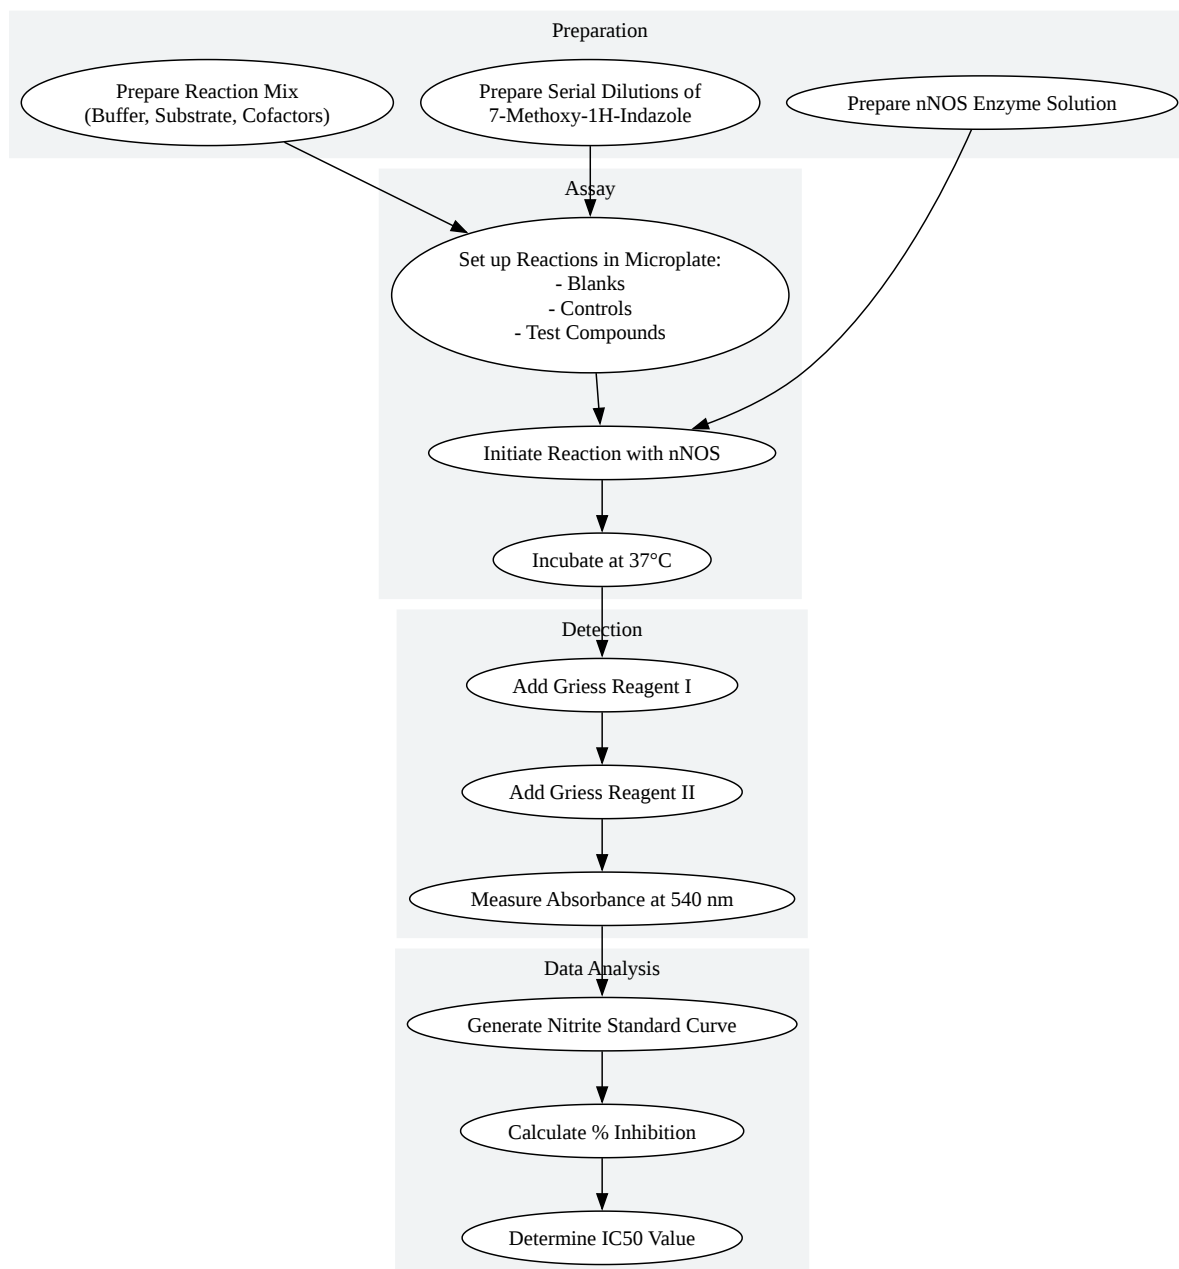 Preparation
Prepare Reaction Mix
(Buffer, Substrate, Cofactors)
Prepare Serial Dilutions of
7-Methoxy-1H-Indazole
Prepare nNOS Enzyme Solution
Assay
Set up Reactions in Microplate:
- Blanks
- Controls
- Test Compounds
Initiate Reaction with nNOS
Incubate at 37°C
Detection
Add Griess Reagent I
Add Griess Reagent II
Measure Absorbance at 540 nm
Data Analysis
Generate Nitrite Standard Curve
Calculate % Inhibition
Determine IC50 Value